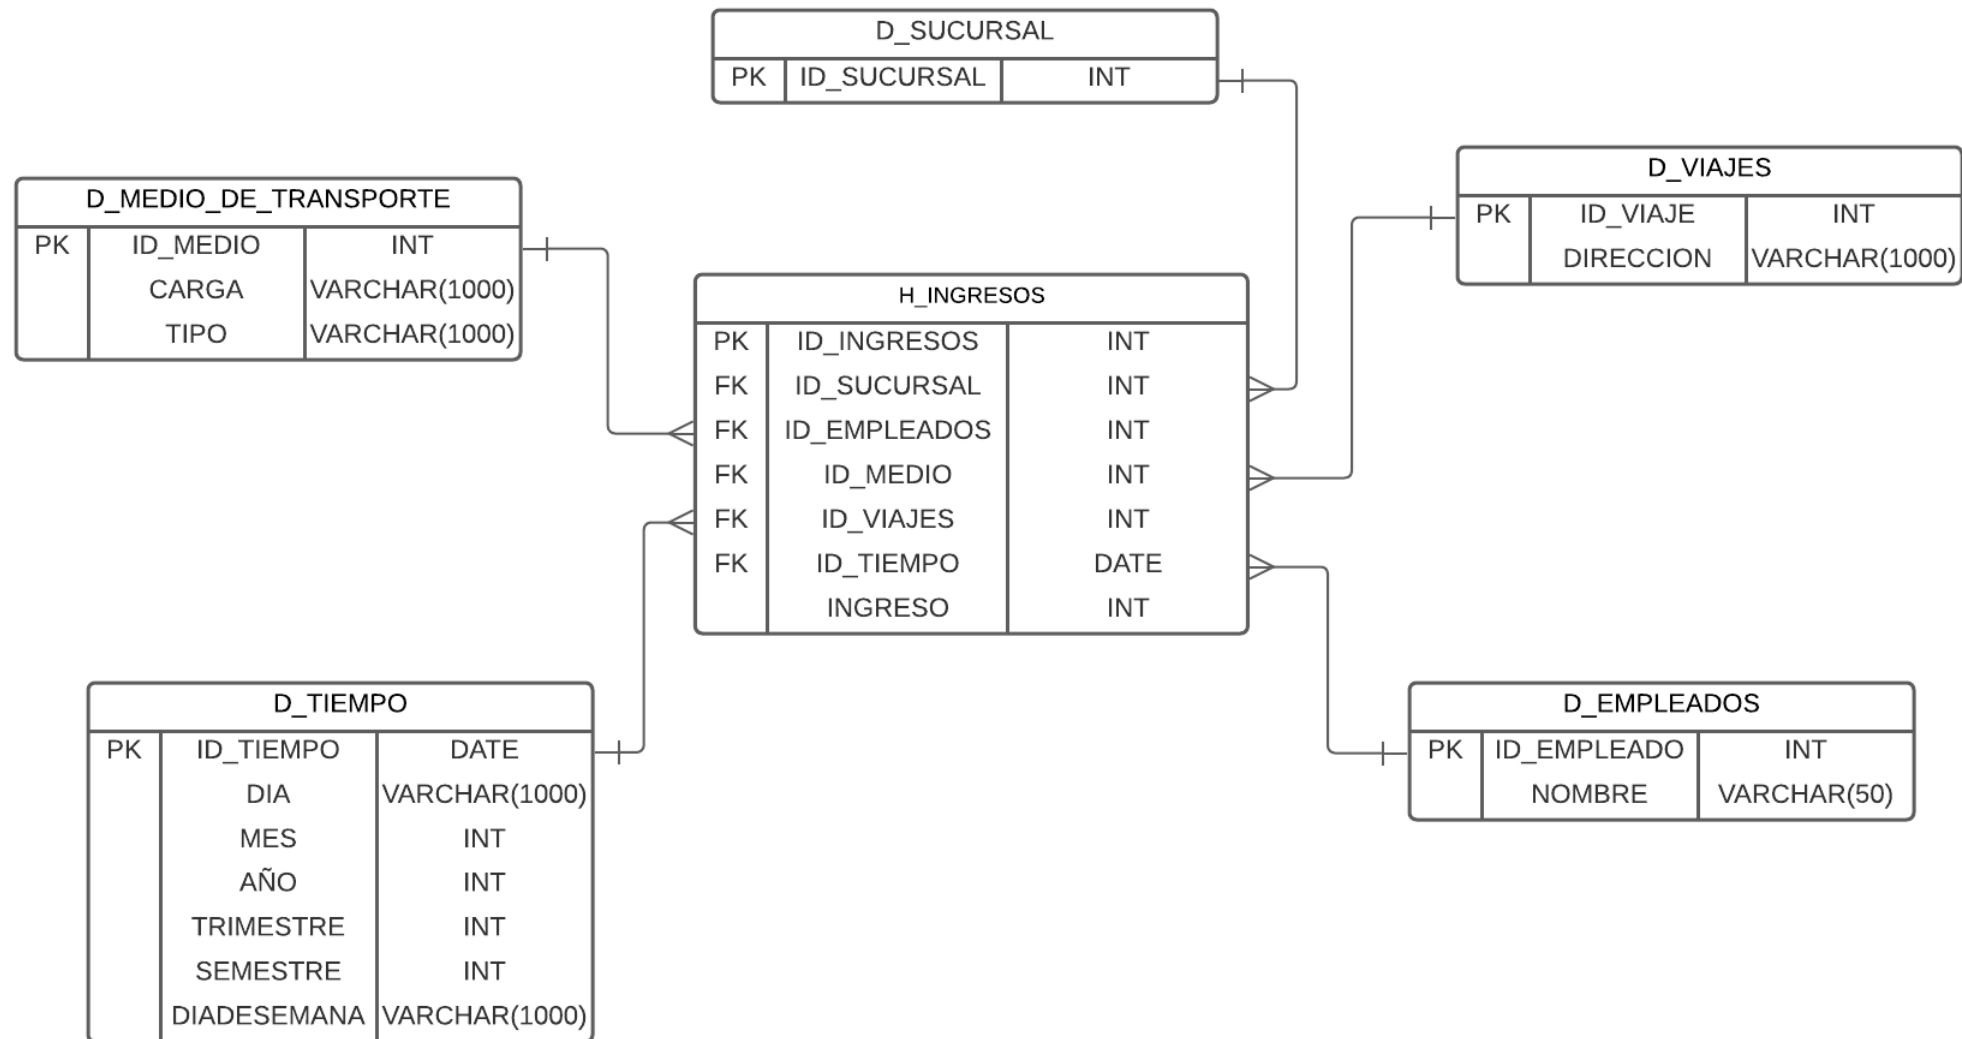 D_SUCURSAL
PK ID_SUCURSAL INT
D_MEDIO_DE_TRANSPORTE
PK ID_MEDIO INT
CARGA VARCHAR(1000)
TIPO VARCHAR(1000)
D_VIAJES
PK ID_VIAJE INT
DIRECCION VARCHAR(1000)
H_INGRESOS
PK ID_INGRESOS INT
FK ID_SUCURSAL INT
FK ID_EMPLEADOS INT
FK ID_MEDIO INT
FK ID_VIAJES INT
FK ID_TIEMPO DATE
INGRESO INT
D_TIEMPO
PK ID_TIEMPO DATE
DIA VARCHAR(1000)
MES INT
AÑO INT
TRIMESTRE INT
SEMESTRE INT
DIADESEMANA VARCHAR(1000)
D_EMPLEADOS
PK ID_EMPLEADO INT
NOMBRE VARCHAR(50)